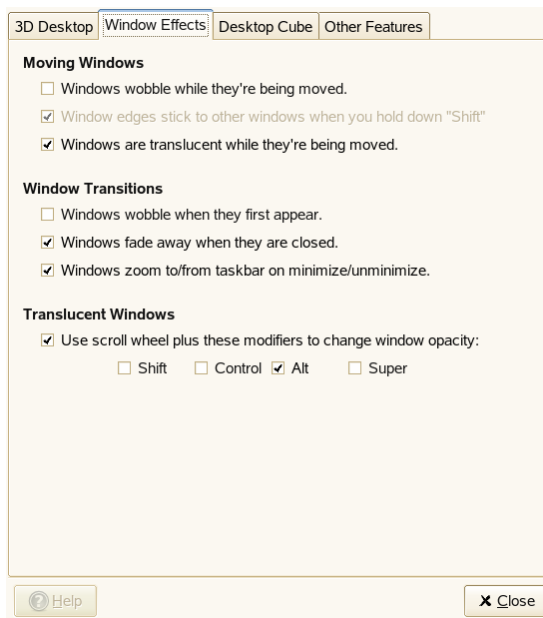 3D Desktop Window Effects Desktop Cube Other Features
Moving Windows
Windows wobble while they're being moved.
Window edges stick to other windows when you hold down "Shift"
Windows are translucent while they're being moved.
Window Transitions
Windows wobble when they first appear.
Windows fade away when they are closed.
Windows zoom to/from taskbar on minimize/unminimize.
Translucent Windows
Use scroll wheel plus these modifiers to change window opacity:
Shift Control Alt Super
Help Close